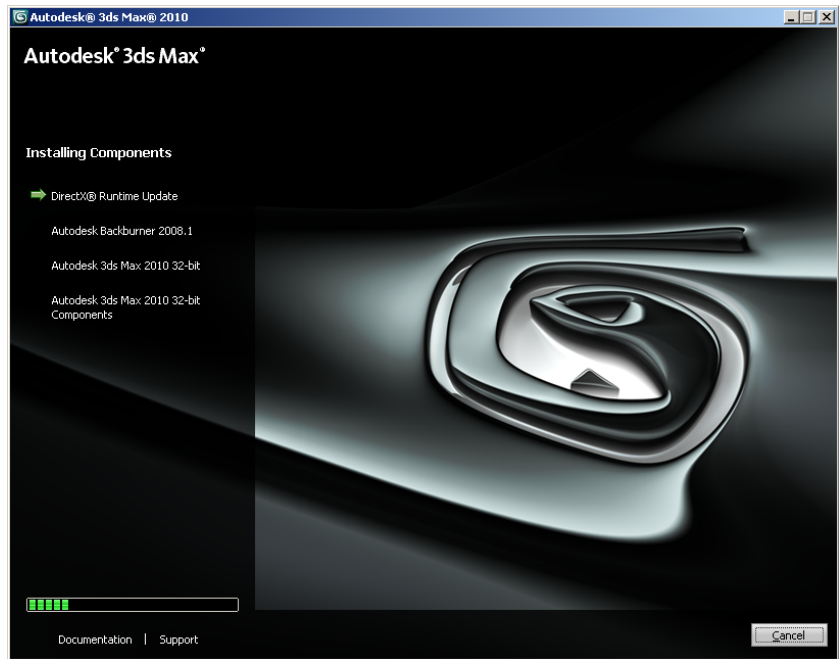 Autodesk® 3ds Max® 2010
Autodesk® 3ds Max®
Installing Components
DirectX® Runtime Update
Autodesk Backburner 2008.1
Autodesk 3ds Max 2010 32-bit
Autodesk 3ds Max 2010 32-bit
Components
Documentation | Support
Cancel